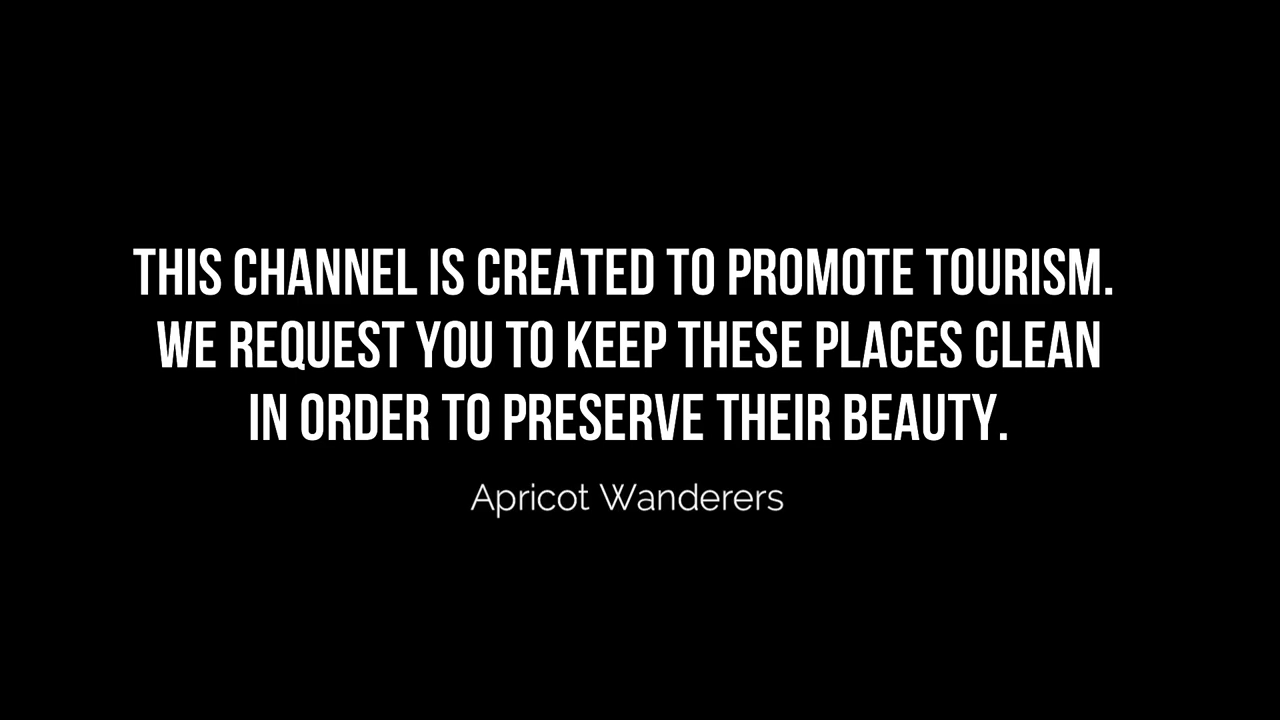 THIS CHANNEL IS CREATED TO PROMOTE TOURISM.
WE REQUEST YOU TO KEEP THESE PLACES CLEAN
IN ORDER TO PRESERVE THEIR BEAUTY.
Apricot Wanderers